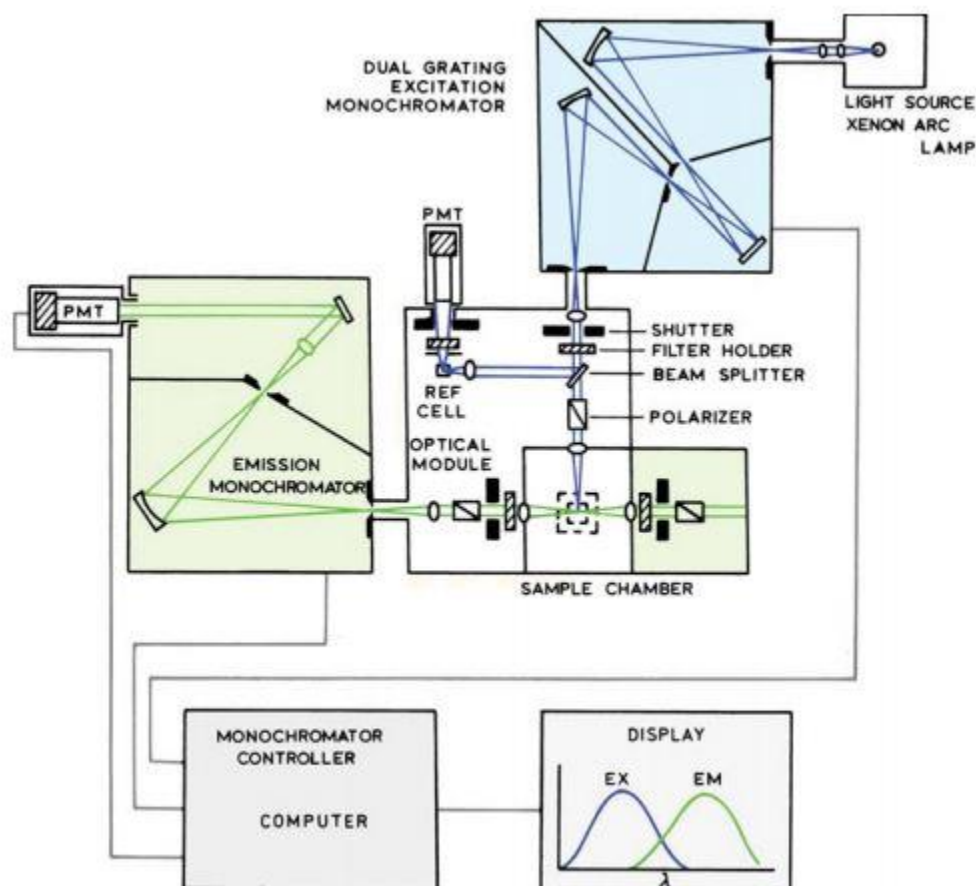 DUAL GRATING
EXCITATION
MONOCHROMATOR
LIGHT SOURCE
XENON ARC
LAMP
PMT
PMT
SHUTTER
FILTER HOLDER
BEAM SPLITTER
REF
CELL
POLARIZER
OPTICAL
MODULE
EMISSION
MONOCHROMATOR
SAMPLE CHAMBER
MONOCHROMATOR
CONTROLLER
COMPUTER
DISPLAY
EX
EM
λ